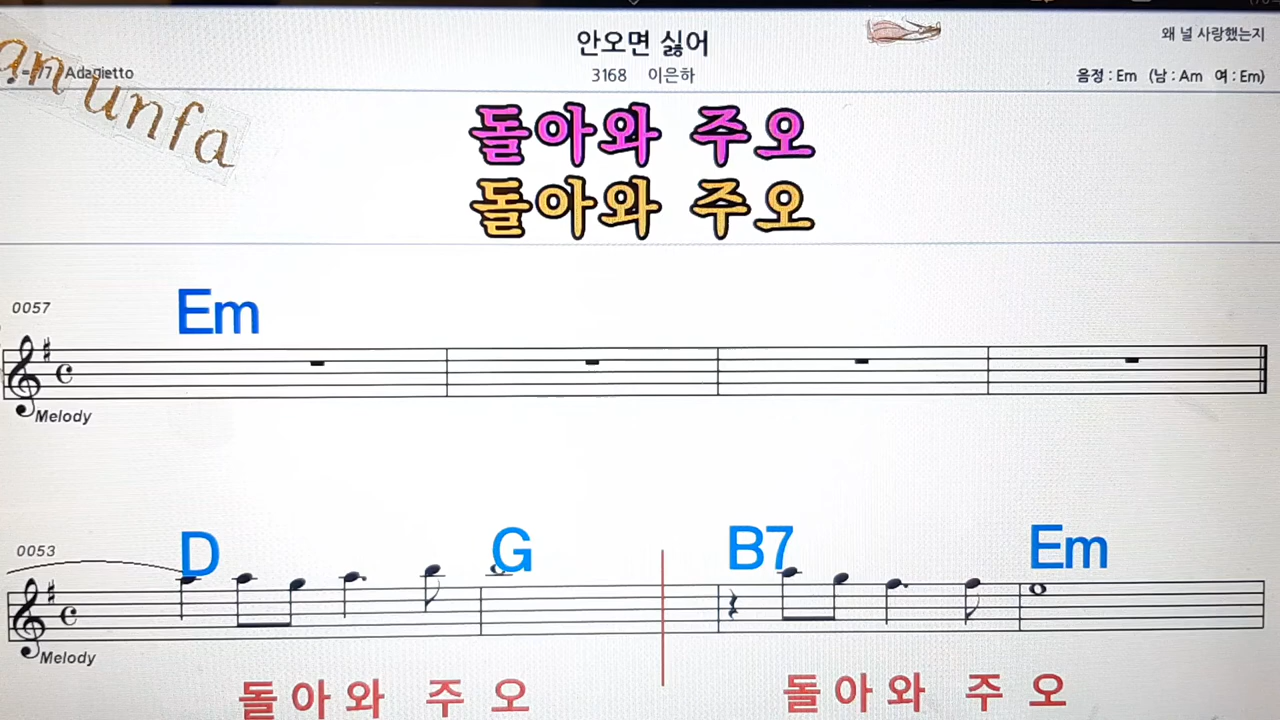 안오면 싫어
왜 널 사랑했는지
an unfa
Adagietto
3168 이은하
음정 : Em (남 : Am 여 : Em)
돌아와 주오
돌아와 주오
0057
Em
Melody
0053
D G B7 Em
Melody
돌아와 주오 돌아와 주오